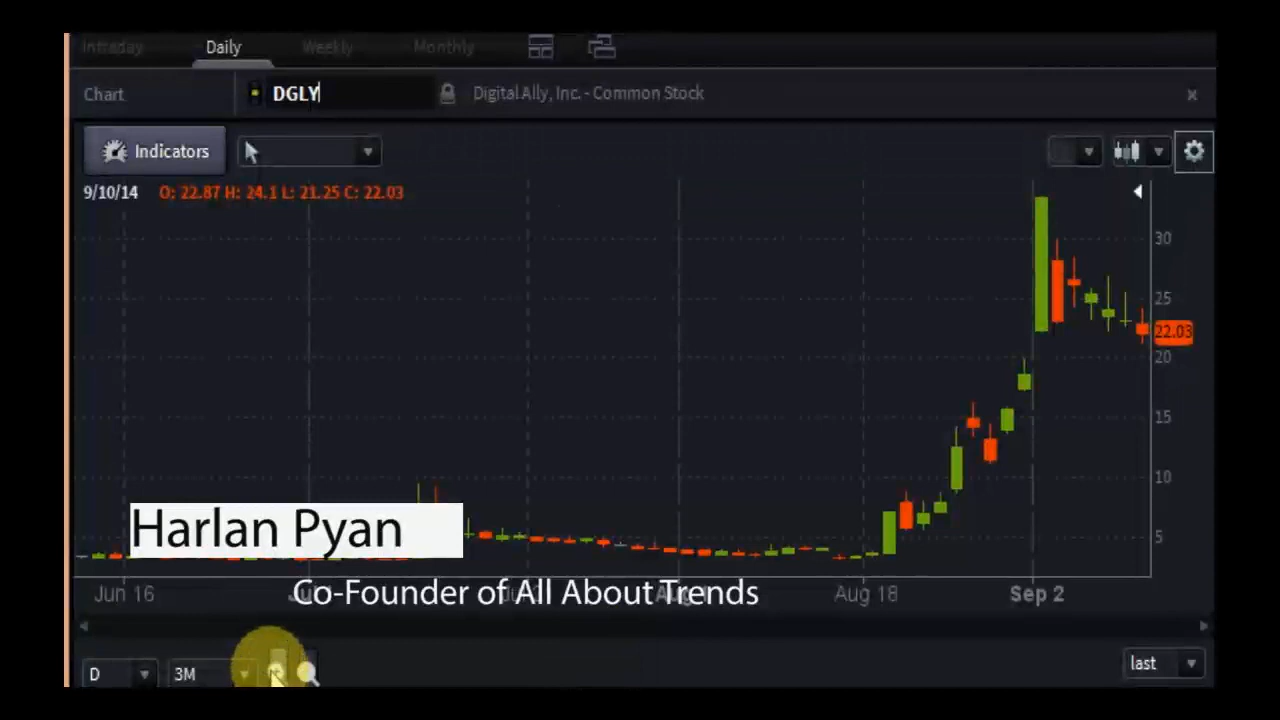 Intraday Daily Weekly Monthly
Chart DGLY Digital Ally, Inc. - Common Stock ×
Indicators
9/10/14 O: 22.87 H: 24.1 L: 21.25 C: 22.03
30
25
22.03
20
15
10
5
Harlan Pyan
Jun 16 Aug 18 Sep 2
Co-Founder of All About Trends
D 3M last